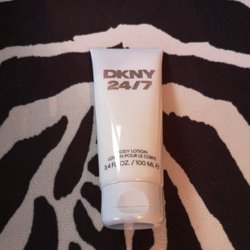 DKNY
24/7
BODY LOTION
LOTION POUR LE CORPS
3.4 FL.OZ. / 100 ML ℮